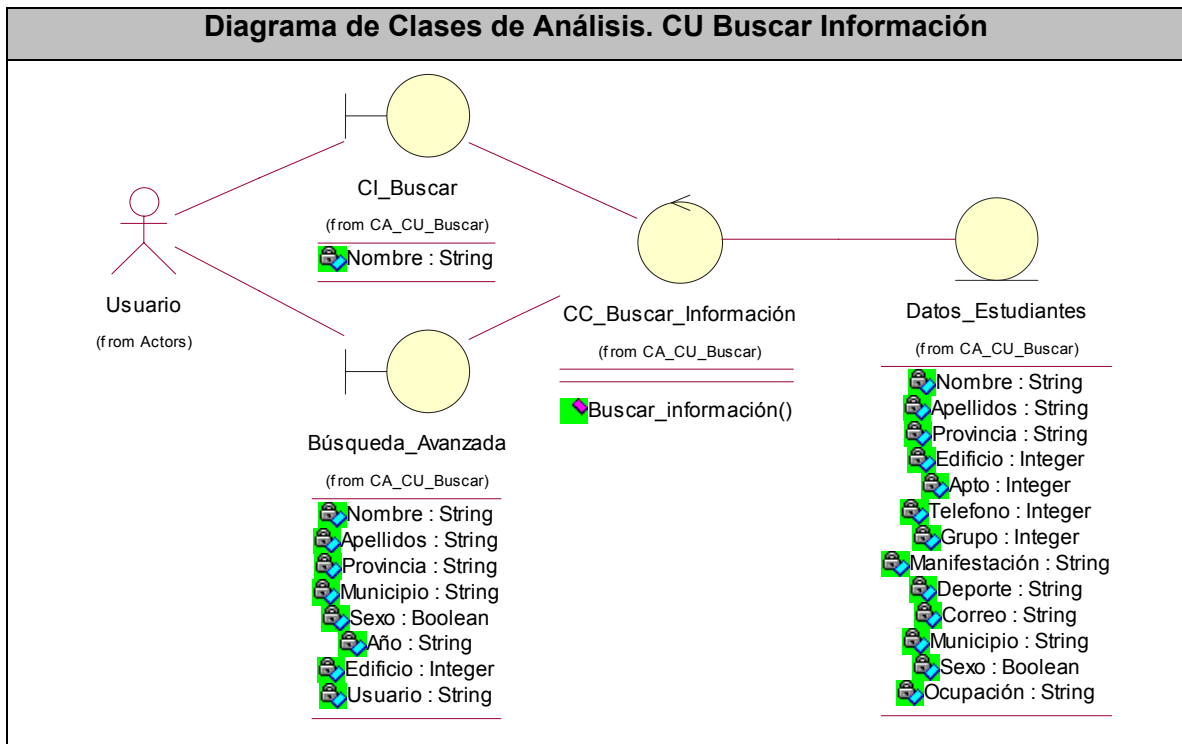 Diagrama de Clases de Análisis. CU Buscar Información
Usuario
(from Actors)
CI_Buscar
(from CA_CU_Buscar)
Nombre : String
Búsqueda_Avanzada
(from CA_CU_Buscar)
Nombre : String
Apellidos : String
Provincia : String
Municipio : String
Sexo : Boolean
Año : String
Edificio : Integer
Usuario : String
CC_Buscar_Información
(from CA_CU_Buscar)
Buscar_información()
Datos_Estudiantes
(from CA_CU_Buscar)
Nombre : String
Apellidos : String
Provincia : String
Edificio : Integer
Apto : Integer
Telefono : Integer
Grupo : Integer
Manifestación : String
Deporte : String
Correo : String
Municipio : String
Sexo : Boolean
Ocupación : String